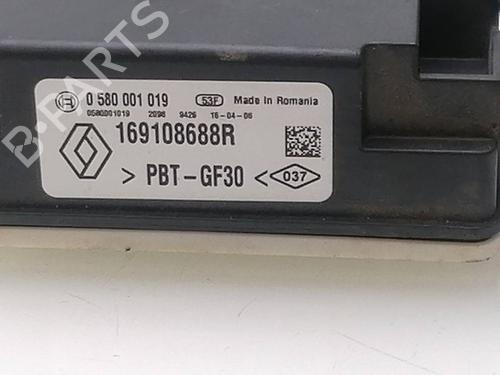 B-PARTS
0 580 001 019 53F Made in Romania
0580001019 2098 9426 16-04-06
169108688R
>PBT-GF30< 037